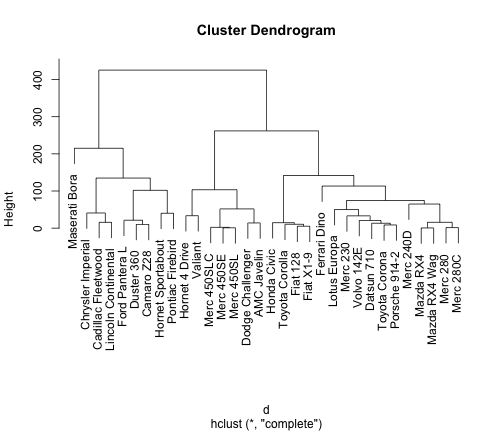 Cluster Dendrogram
Height
0
100
200
300
400
Maserati Bora
Chrysler Imperial
Cadillac Fleetwood
Lincoln Continental
Ford Pantera L
Duster 360
Camaro Z28
Hornet Sportabout
Pontiac Firebird
Hornet 4 Drive
Valiant
Merc 450SLC
Merc 450SE
Merc 450SL
Dodge Challenger
AMC Javelin
Honda Civic
Toyota Corolla
Fiat 128
Fiat X1-9
Ferrari Dino
Lotus Europa
Merc 230
Volvo 142E
Datsun 710
Toyota Corona
Porsche 914-2
Merc 240D
Mazda RX4
Mazda RX4 Wag
Merc 280
Merc 280C
d
hclust (*, "complete")